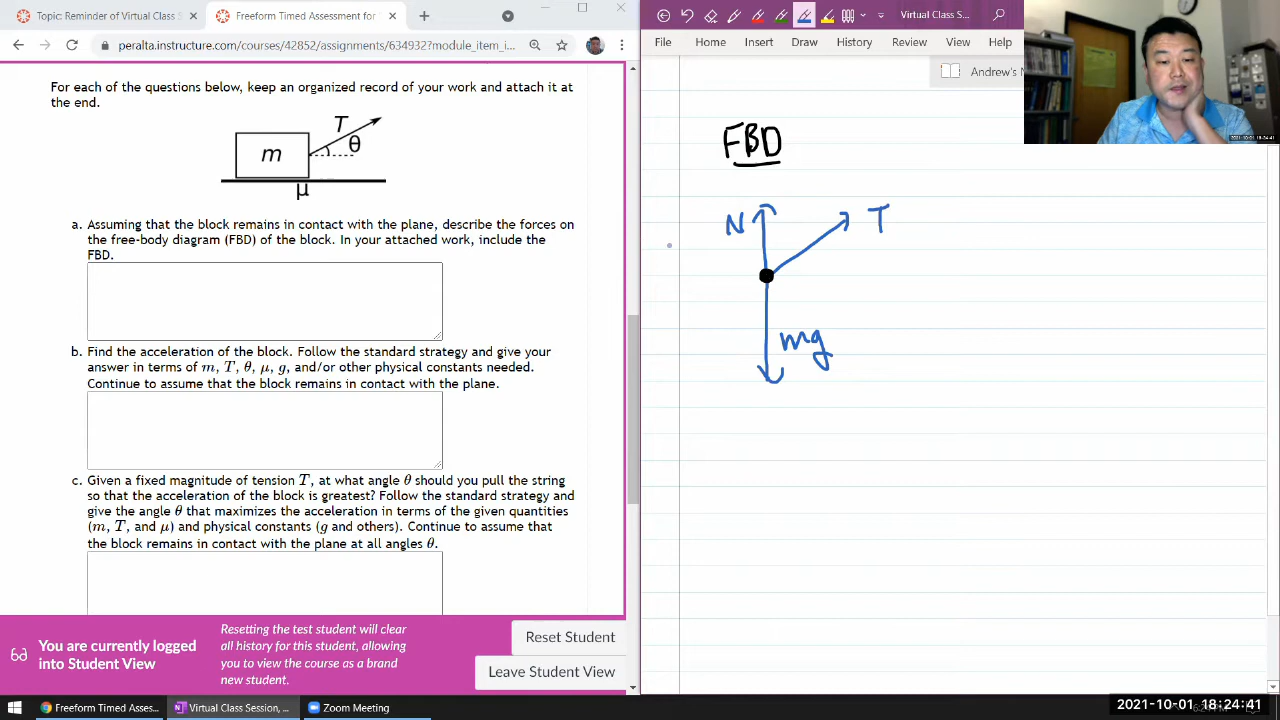 Topic: Reminder of Virtual Class S
Freeform Timed Assessment for
peralta.instructure.com/courses/42852/assignments/634932?module_item_i...
For each of the questions below, keep an organized record of your work and attach it at
the end.
T
θ
m
μ
a. Assuming that the block remains in contact with the plane, describe the forces on
the free-body diagram (FBD) of the block. In your attached work, include the
FBD.
b. Find the acceleration of the block. Follow the standard strategy and give your
answer in terms of m, T, θ, μ, g, and/or other physical constants needed.
Continue to assume that the block remains in contact with the plane.
c. Given a fixed magnitude of tension T, at what angle θ should you pull the string
so that the acceleration of the block is greatest? Follow the standard strategy and
give the angle θ that maximizes the acceleration in terms of the given quantities
(m, T, and μ) and physical constants (g and others). Continue to assume that
the block remains in contact with the plane at all angles θ.
You are currently logged
into Student View
Resetting the test student will clear
all history for this student, allowing
you to view the course as a brand
new student.
Reset Student
Leave Student View
Virtual Class S...
File Home Insert Draw History Review View Help
Andrew's N
FBD
N
T
mg
2021-10-01 18:24:41
Freeform Timed Asses...
Virtual Class Session, ...
Zoom Meeting
2021-10-01 18:24:41